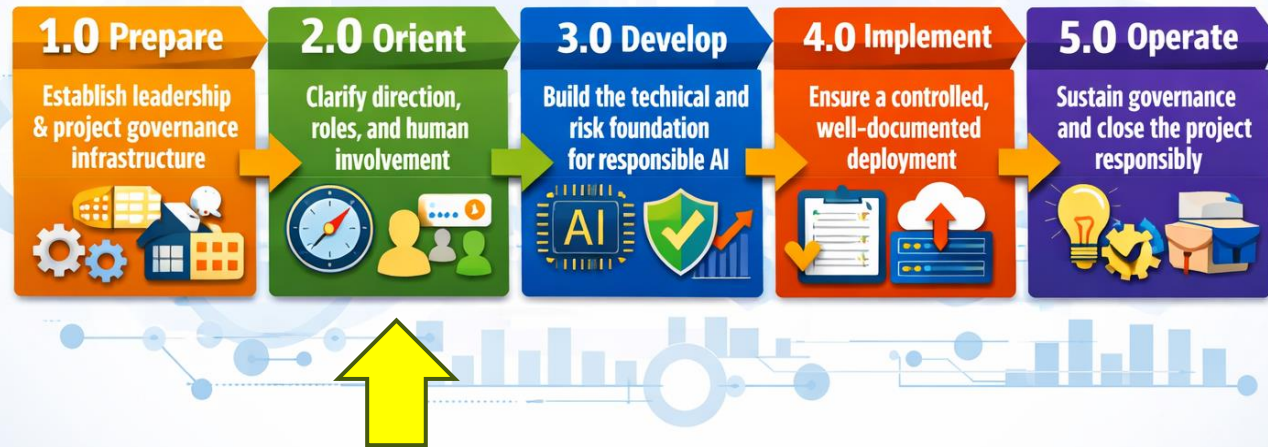 1.0 Prepare
Establish leadership
& project governance
infrastructure
2.0 Orient
Clarify direction,
roles, and human
involvement
3.0 Develop
Build the technical and
risk foundation
for responsible AI
AI
4.0 Implement
Ensure a controlled,
well-documented
deployment
5.0 Operate
Sustain governance
and close the project
responsibly